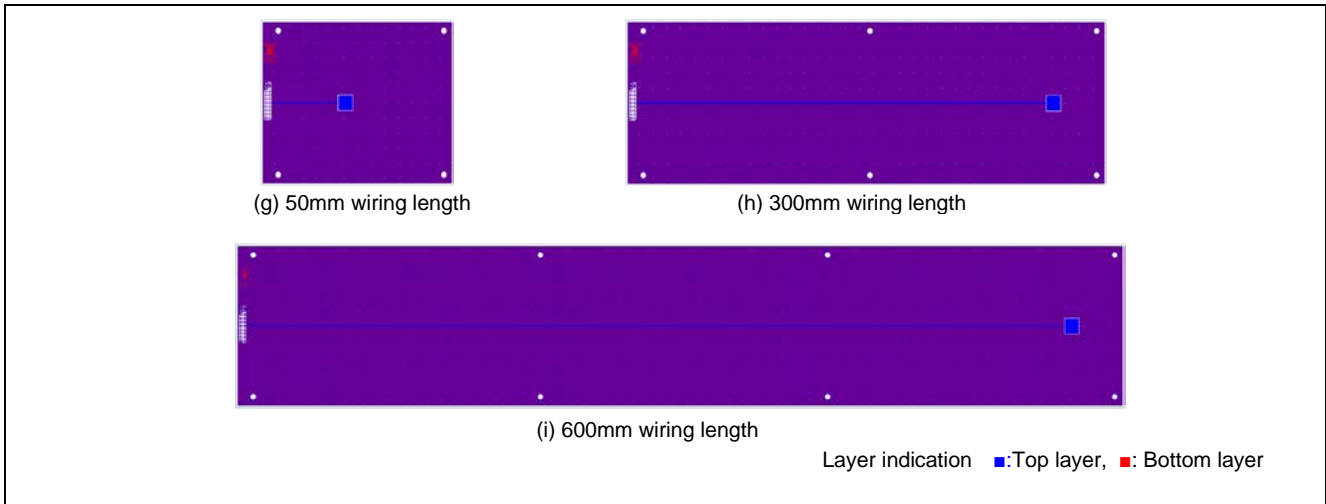 (g) 50mm wiring length
(h) 300mm wiring length
(i) 600mm wiring length
Layer indication ■:Top layer, ■: Bottom layer